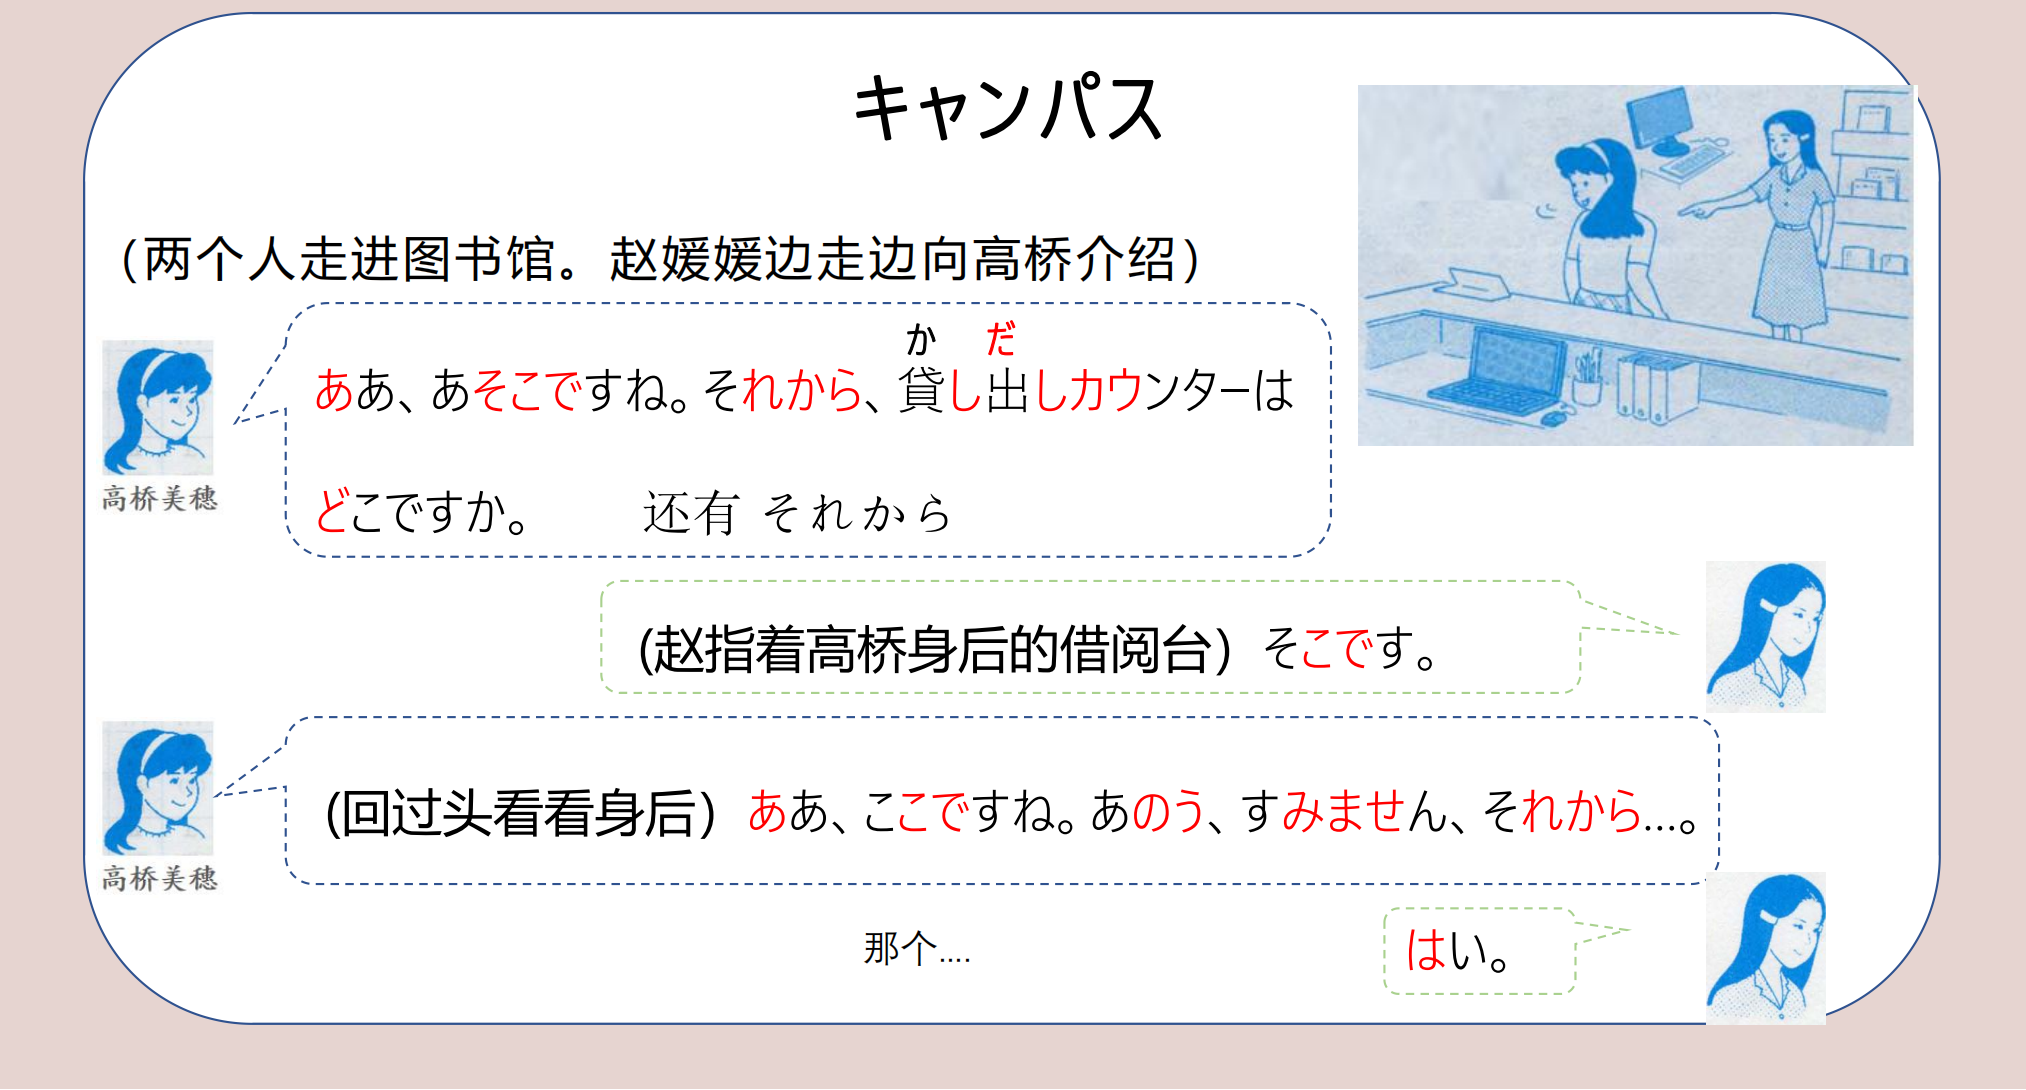 キャンパス
（两个人走进图书馆。赵媛媛边走边向高桥介绍）
か だ
ああ、あそこですね。それから、貸し出しカウンターは
どこですか。 还有 それから
高桥美穗
(赵指着高桥身后的借阅台）そこです。
(回过头看看身后）ああ、ここですね。あのう、すみません、それから…。
高桥美穗
那个....
はい。